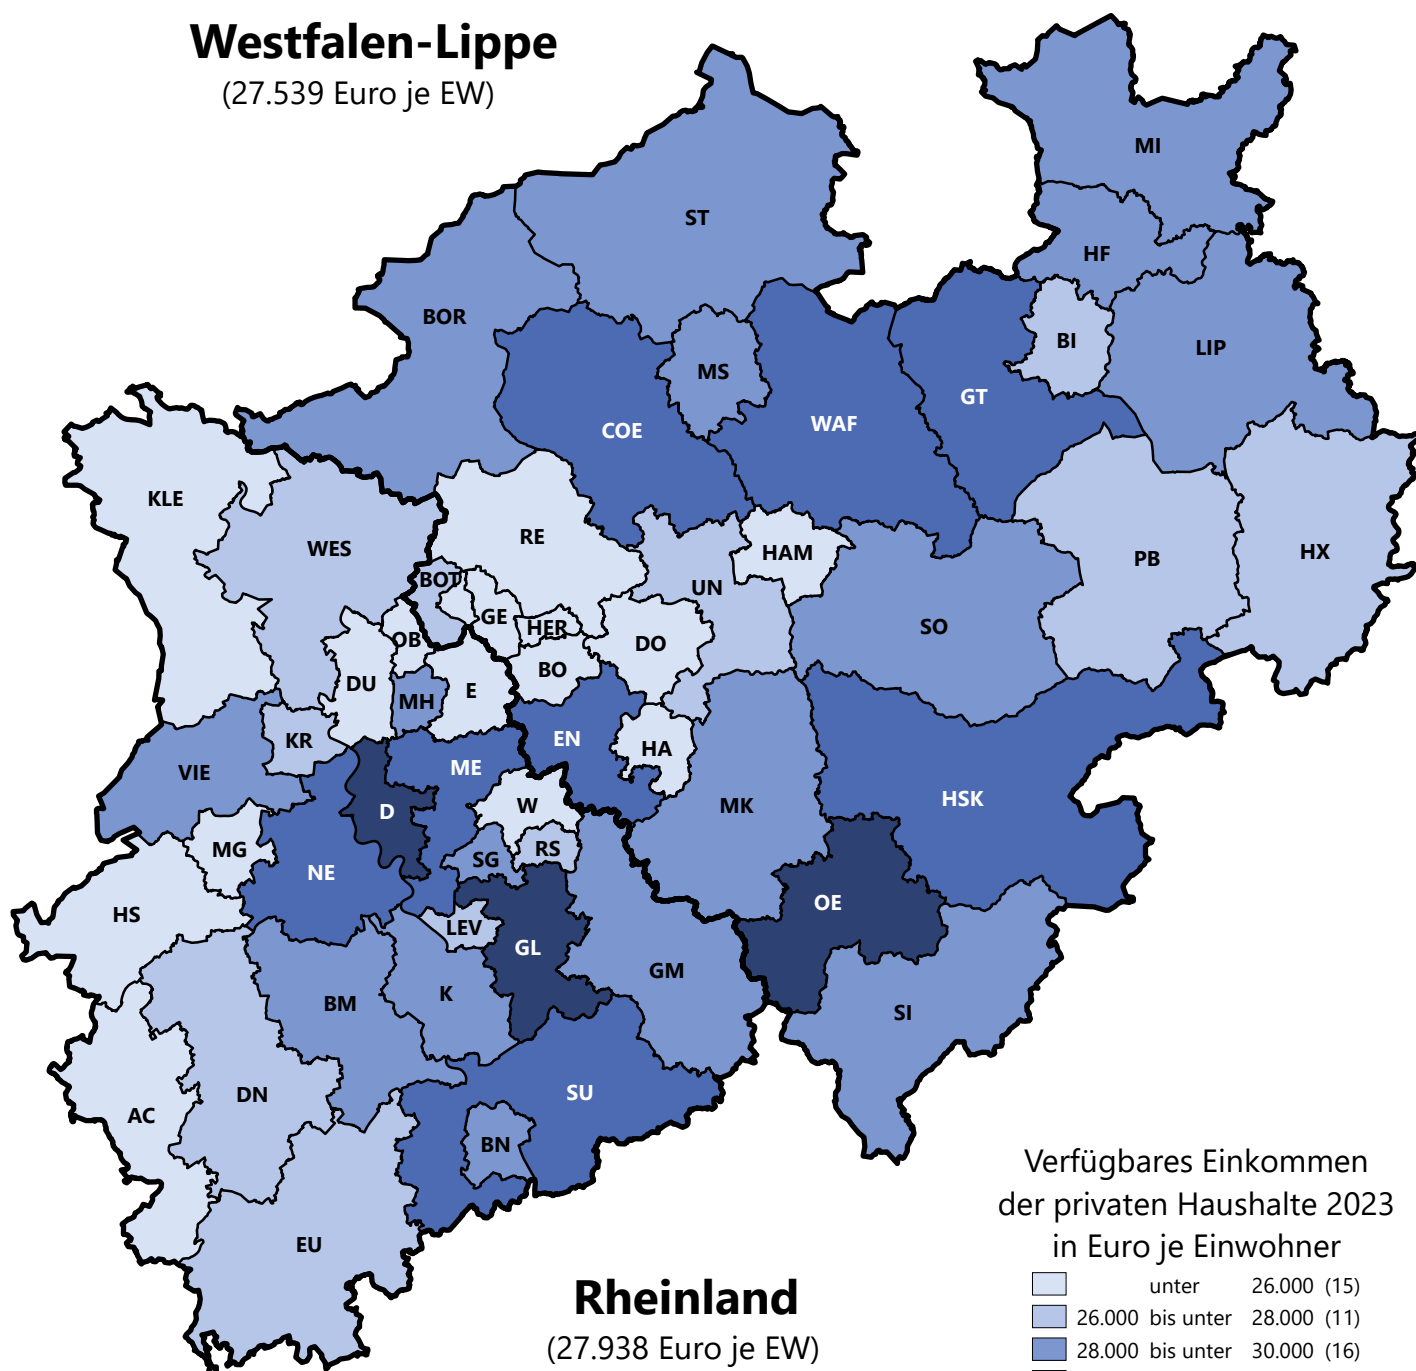 Westfalen-Lippe
(27.539 Euro je EW)
MI
ST
HF
BOR
BI
LIP
MS
GT
COE
WAF
KLE
RE
WES
HAM
HX
PB
BOT
UN
GE
HER
SO
OB
DO
BO
DU
E
MH
KR
EN
HA
VIE
ME
HSK
D
W
MK
MG
RS
SG
NE
OE
HS
LEV
GL
GM
K
BM
SI
DN
SU
AC
BN
EU
Verfügbares Einkommen
der privaten Haushalte 2023
in Euro je Einwohner
unter 26.000 (15)
26.000 bis unter 28.000 (11)
28.000 bis unter 30.000 (16)
Rheinland
(27.938 Euro je EW)